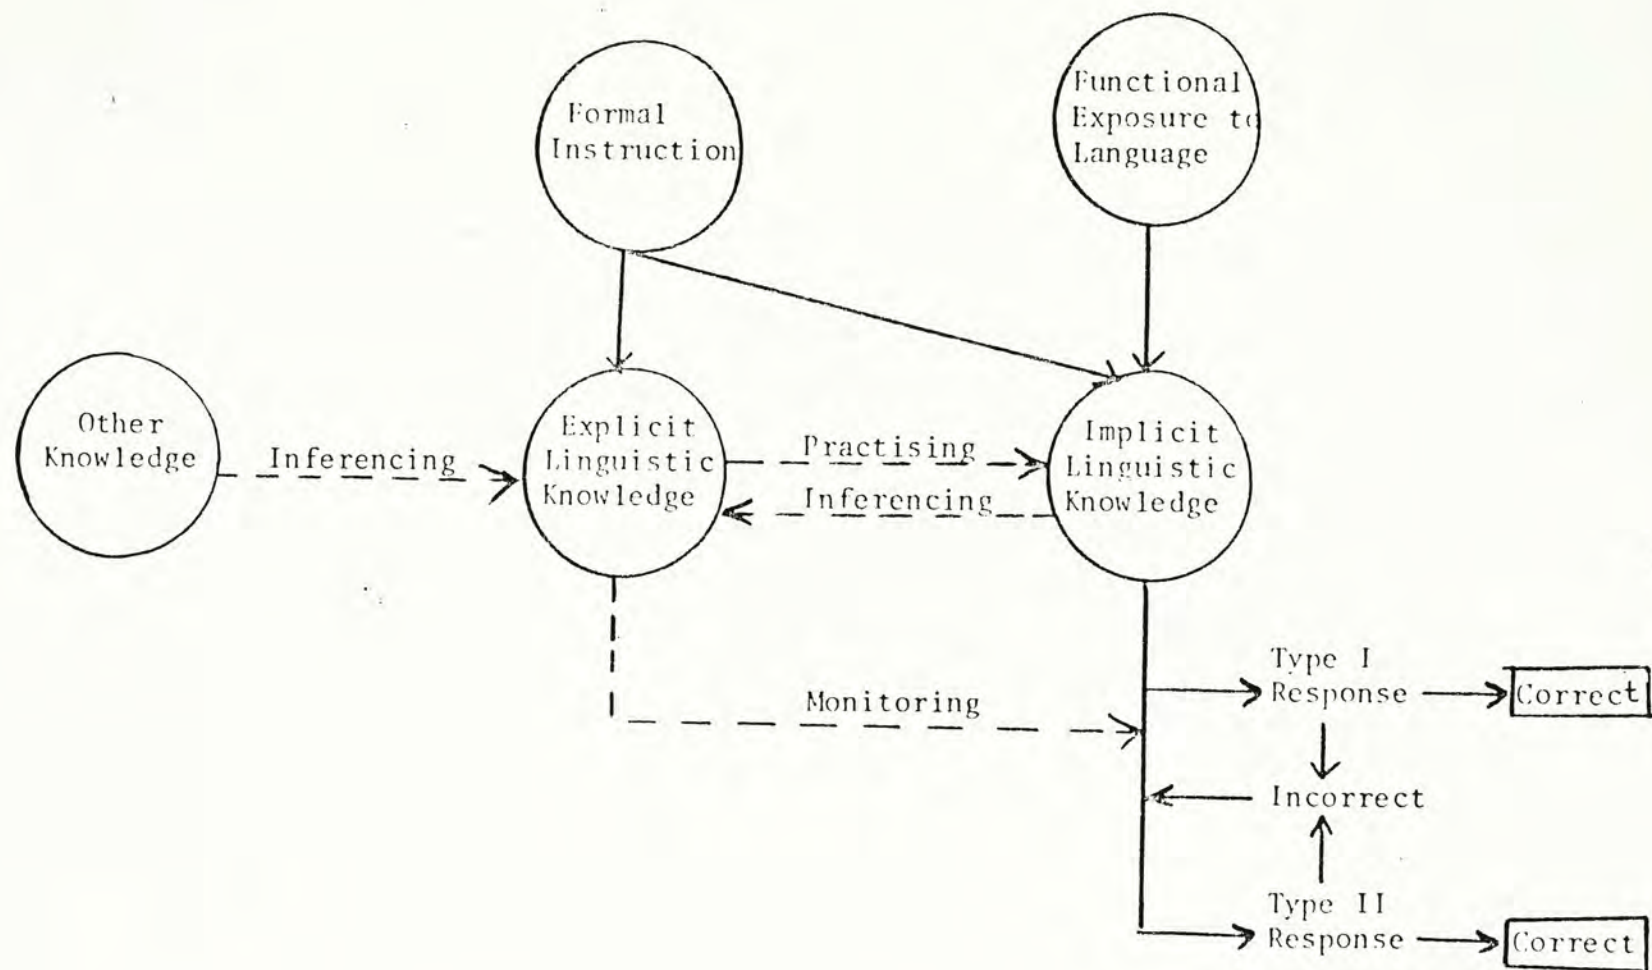 Formal
Instruction
Functional
Exposure to
Language
Other
Knowledge
Inferencing
Explicit
Linguistic
Knowledge
Practising
Inferencing
Implicit
Linguistic
Knowledge
Monitoring
Type I
Response
Correct
Incorrect
Type II
Response
Correct